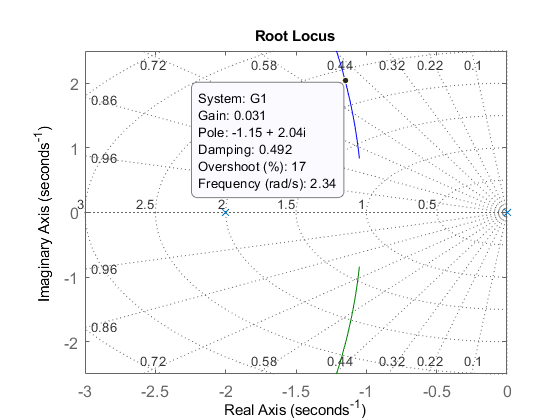 Root Locus
0.72 0.58 0.44 0.32 0.22 0.1
2
0.86
System: G1
Gain: 0.031
Pole: -1.15 + 2.04i
Damping: 0.492
Overshoot (%): 17
Frequency (rad/s): 2.34
1
0.96
3 2.5 2 1.5 1 0.5
0
0.96
-1
0.86
-2
0.72 0.58 0.44 0.32 0.22 0.1
-3 -2.5 -2 -1.5 -1 -0.5 0
Real Axis (seconds-1)
Imaginary Axis (seconds-1)